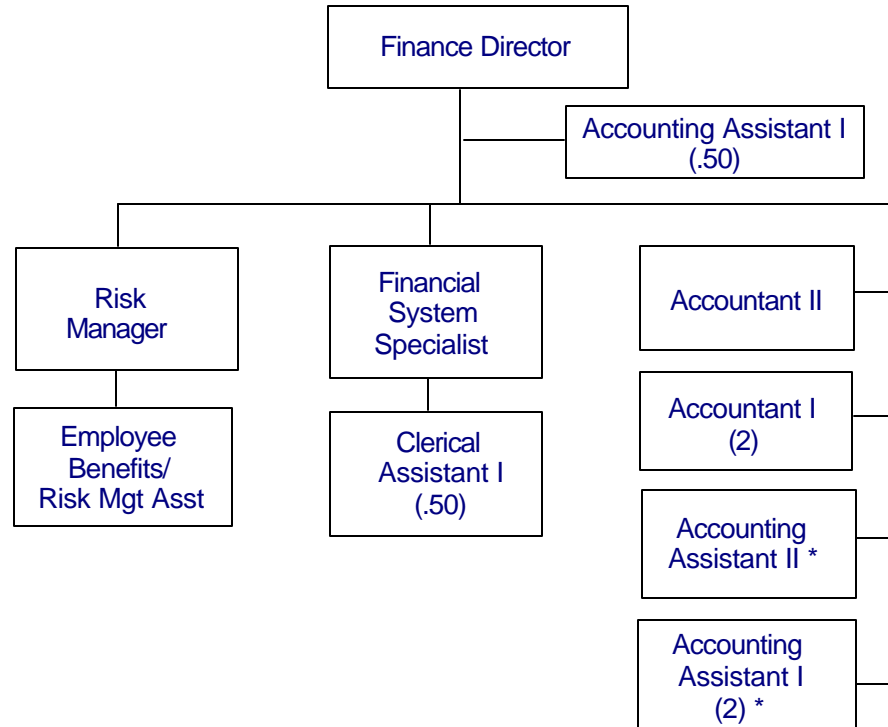 Finance Director
Accounting Assistant I
(.50)
Risk
Manager
Financial
System
Specialist
Accountant II
Employee
Benefits/
Risk Mgt Asst
Clerical
Assistant I
(.50)
Accountant I
(2)
Accounting
Assistant II *
Accounting
Assistant I
(2) *